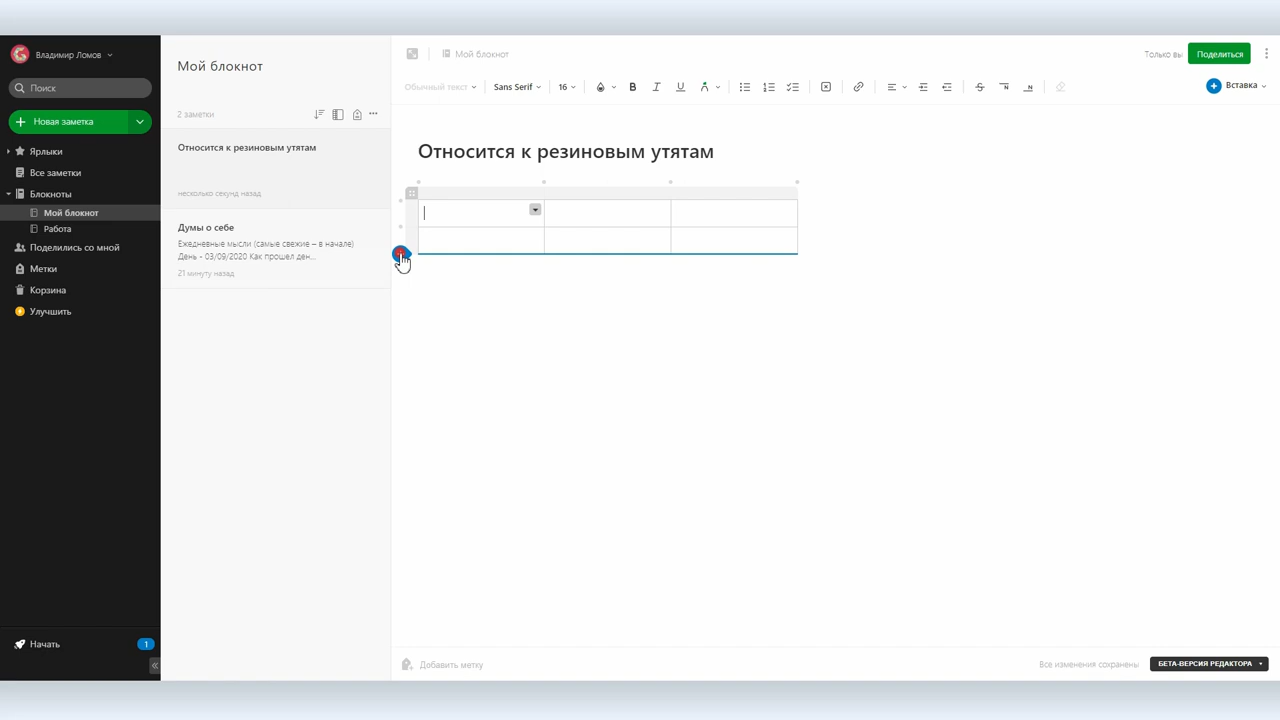 Владимир Ломов
Поиск
Новая заметка
Ярлыки
Все заметки
Блокноты
Мой блокнот
Работа
Поделились со мной
Метки
Корзина
Улучшить
Начать
1
Мой блокнот
2 заметки
Относится к резиновым утятам
несколько секунд назад
Думы о себе
Ежедневные мысли (самые свежие – в начале)
День - 03/09/2020 Как прошел ден...
21 минуту назад
Мой блокнот
Только вы
Поделиться
Обычный текст
Sans Serif
16
Вставка
Относится к резиновым утятам
Добавить метку
Все изменения сохранены
БЕТА-ВЕРСИЯ РЕДАКТОРА